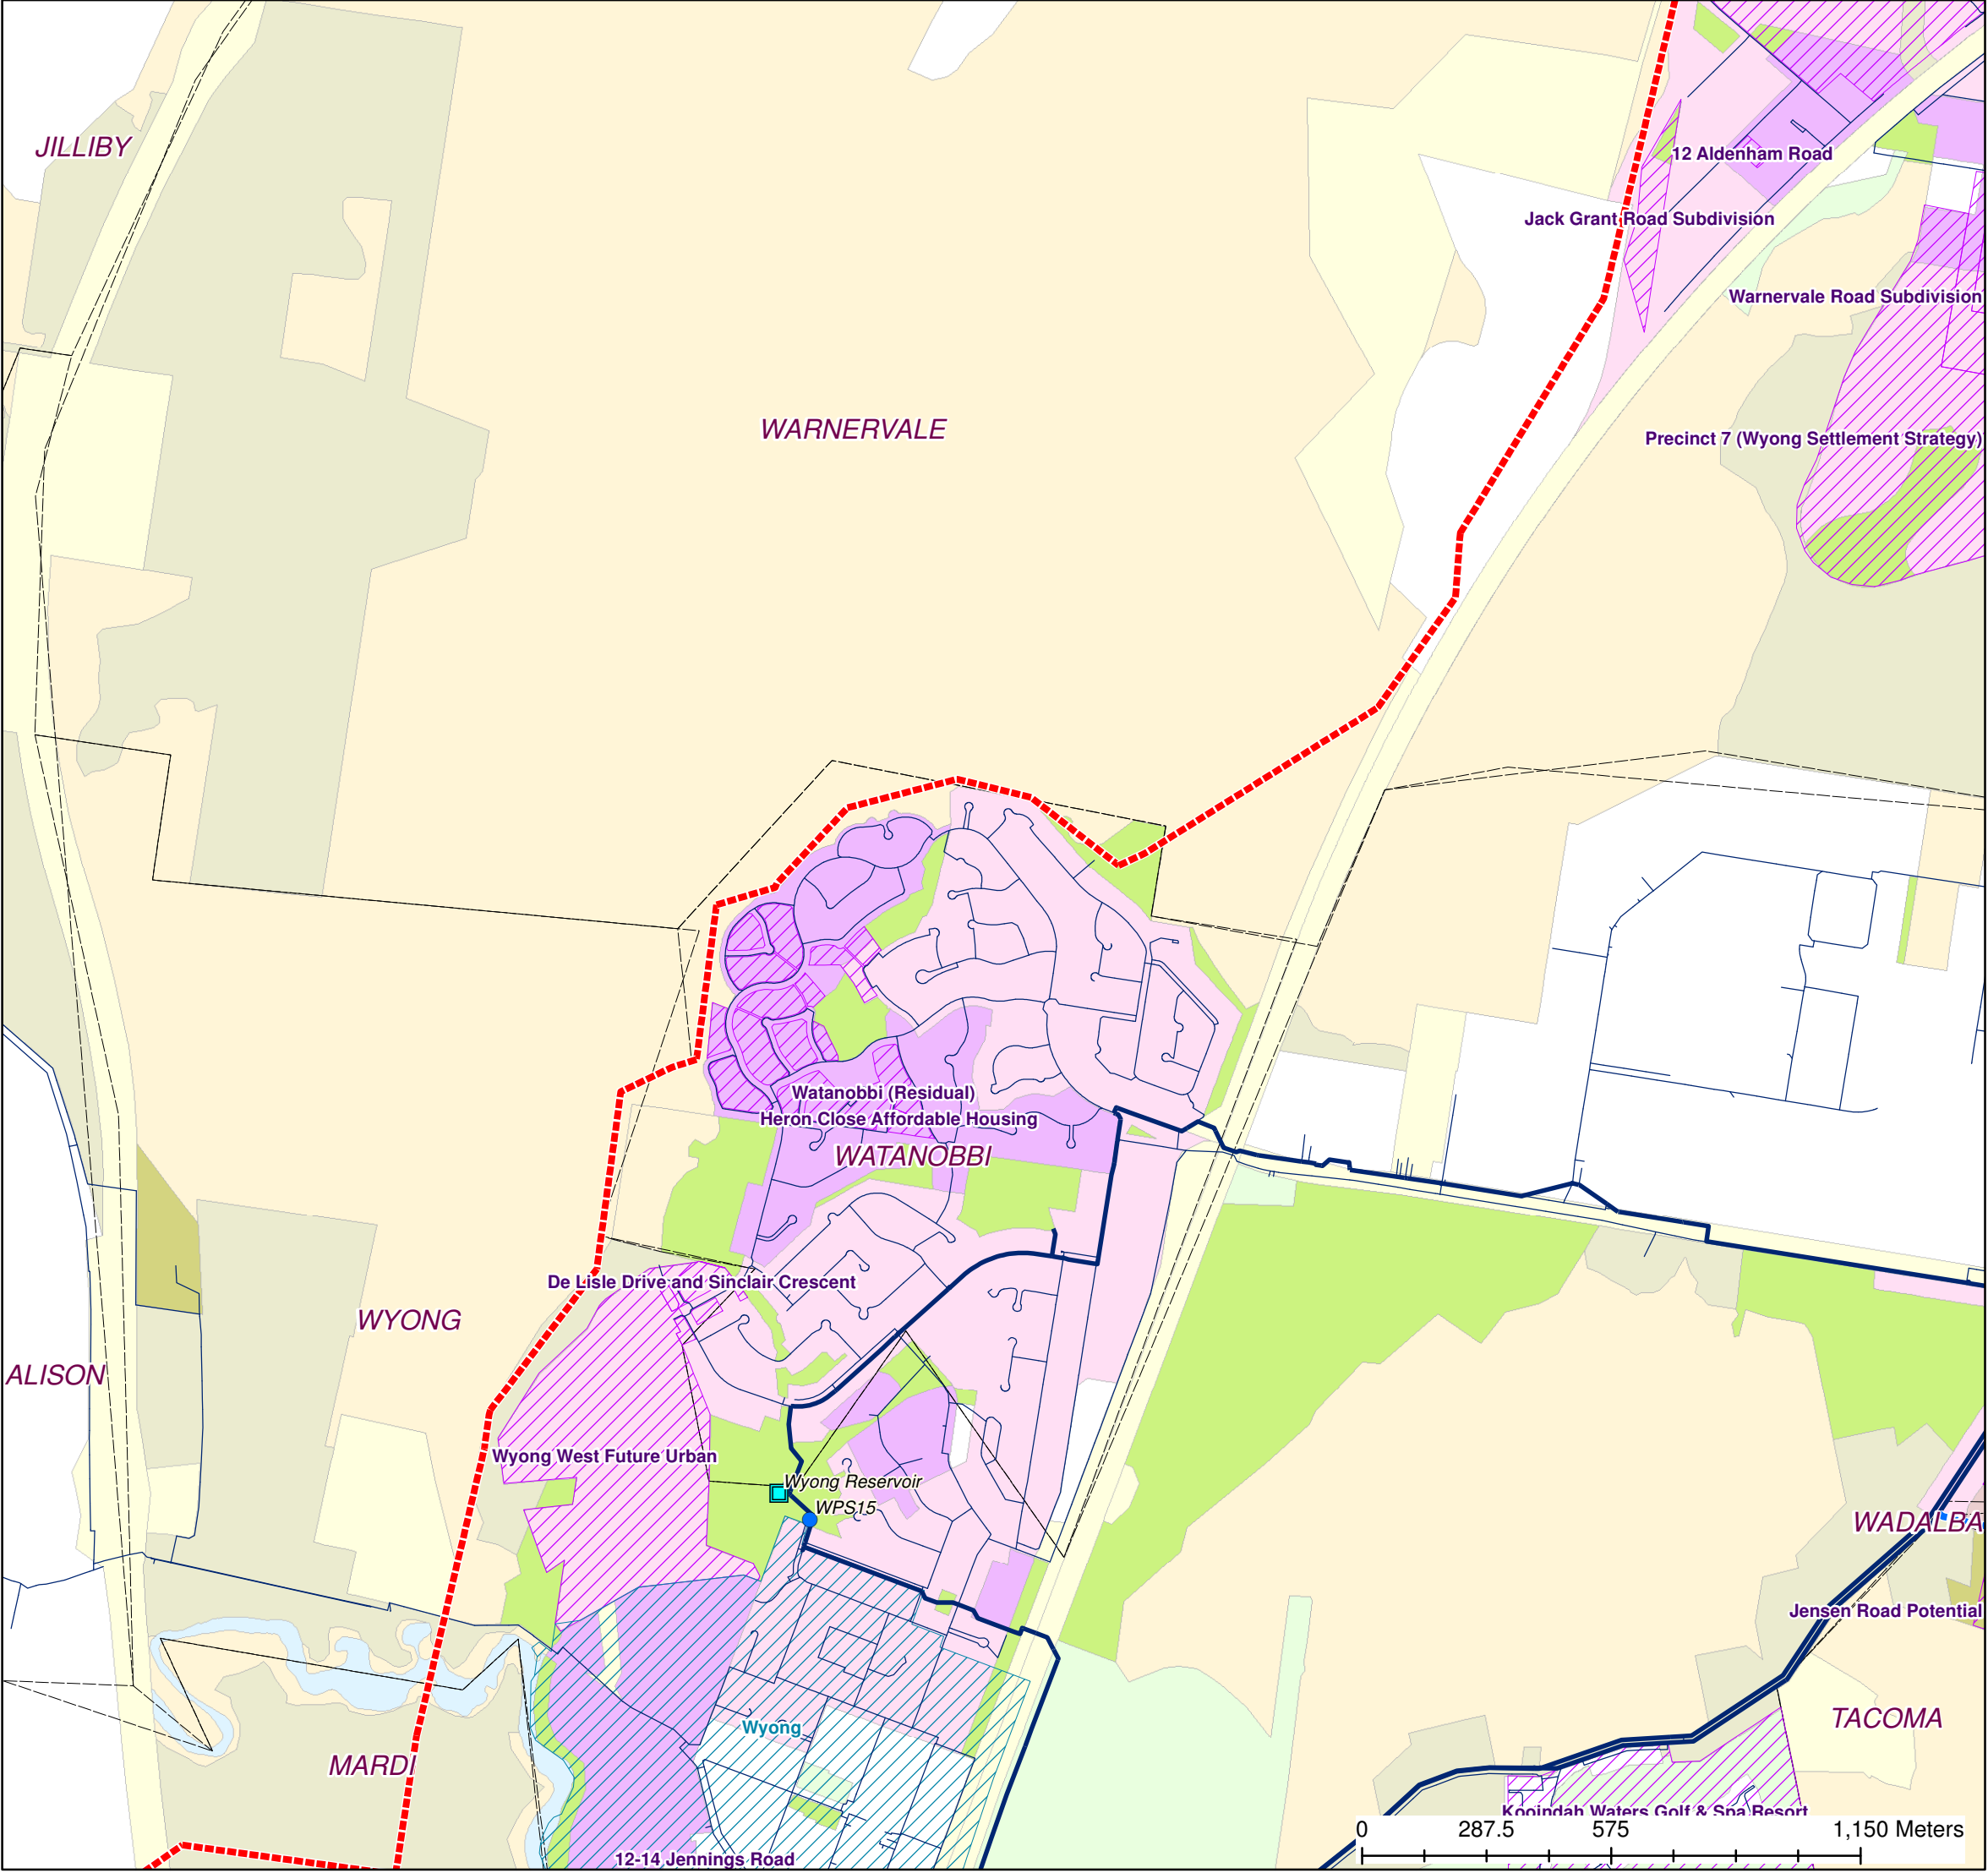 JILLIBY
12 Aldenham Road
Jack Grant Road Subdivision
Warnervale Road Subdivision
WARNERVALE
Precinct 7 (Wyong Settlement Strategy)
Watanobbi (Residual)
Heron Close Affordable Housing
WATANOBBI
De Lisle Drive and Sinclair Crescent
WYONG
ALISON
Wyong West Future Urban
Wyong Reservoir
WPS15
WADALBA
Jensen Road Potential
TACOMA
Wyong
MARDI
Kooindah Waters Golf & Spa Resort
0 287.5 575 1,150 Meters
12-14 Jennings Road